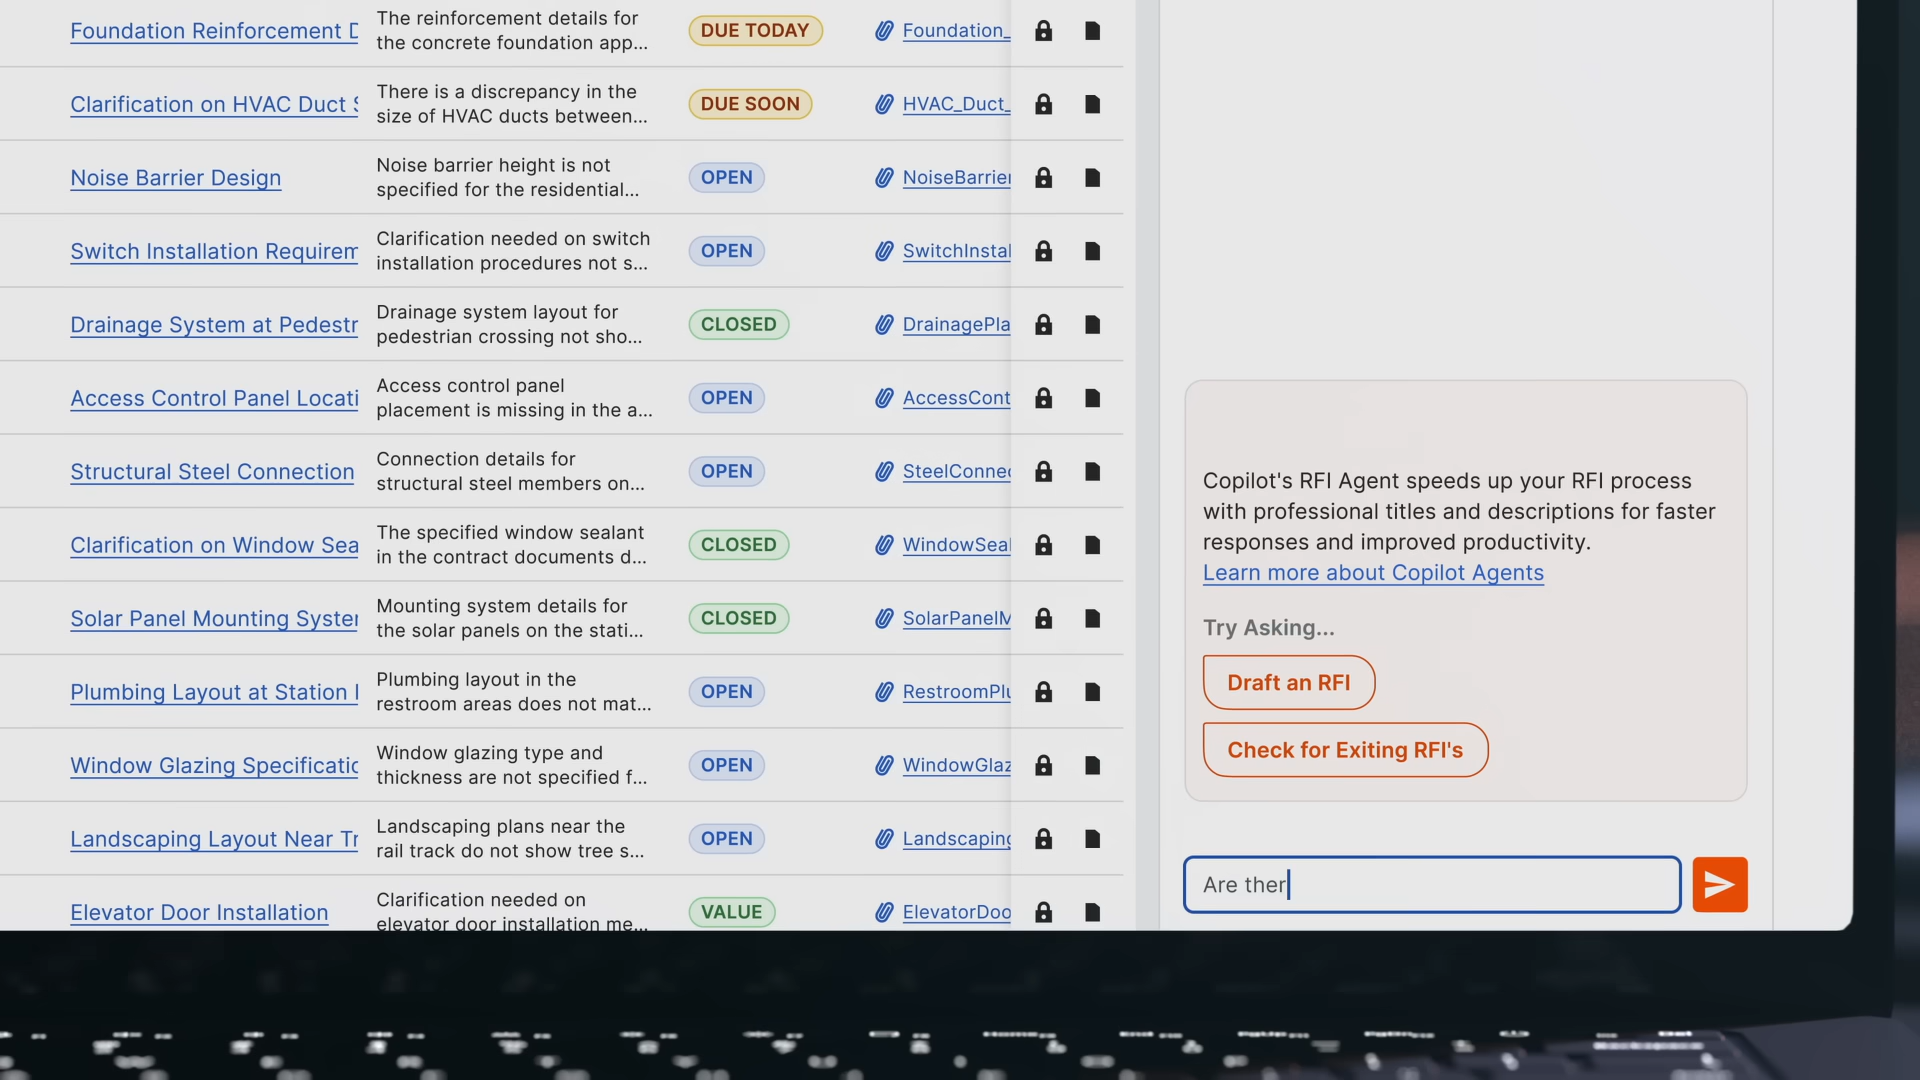 Foundation Reinforcement D
The reinforcement details for
the concrete foundation app...
DUE TODAY
Foundation_
Clarification on HVAC Duct S
There is a discrepancy in the
size of HVAC ducts between...
DUE SOON
HVAC_Duct_
Noise Barrier Design
Noise barrier height is not
specified for the residential...
OPEN
NoiseBarrier
Switch Installation Requirem
Clarification needed on switch
installation procedures not s...
OPEN
SwitchInstal
Drainage System at Pedestr
Drainage system layout for
pedestrian crossing not sho...
CLOSED
DrainagePla
Access Control Panel Locati
Access control panel
placement is missing in the a...
OPEN
AccessCont
Structural Steel Connection
Connection details for
structural steel members on...
OPEN
SteelConnec
Clarification on Window Sea
The specified window sealant
in the contract documents d...
CLOSED
WindowSeal
Solar Panel Mounting System
Mounting system details for
the solar panels on the stati...
CLOSED
SolarPanelM
Plumbing Layout at Station
Plumbing layout in the
restroom areas does not mat...
OPEN
RestroomPlu
Window Glazing Specificatio
Window glazing type and
thickness are not specified f...
OPEN
WindowGlaz
Landscaping Layout Near Tr
Landscaping plans near the
rail track do not show tree s...
OPEN
Landscaping
Elevator Door Installation
Clarification needed on
elevator door installation me...
VALUE
ElevatorDoo
Copilot's RFI Agent speeds up your RFI process
with professional titles and descriptions for faster
responses and improved productivity.
Learn more about Copilot Agents
Try Asking...
Draft an RFI
Check for Exiting RFI's
Are ther